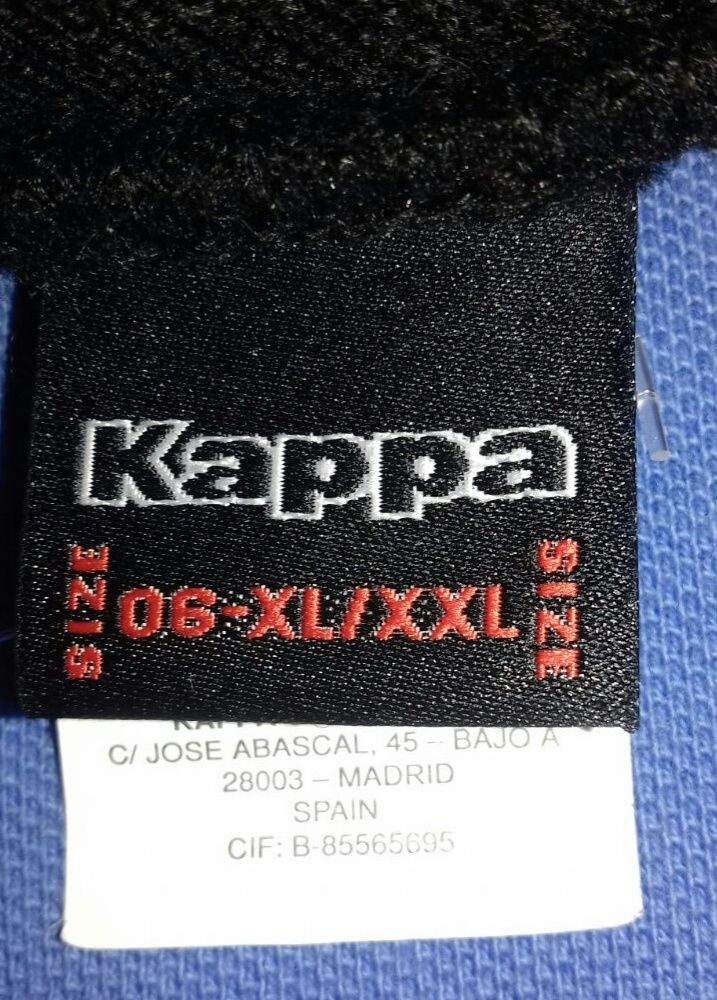 Kappa
SIZE
06-XL/XXL
SIZE
C/ JOSE ABASCAL, 45 – BAJO A
28003 – MADRID
SPAIN
CIF: B-85565695